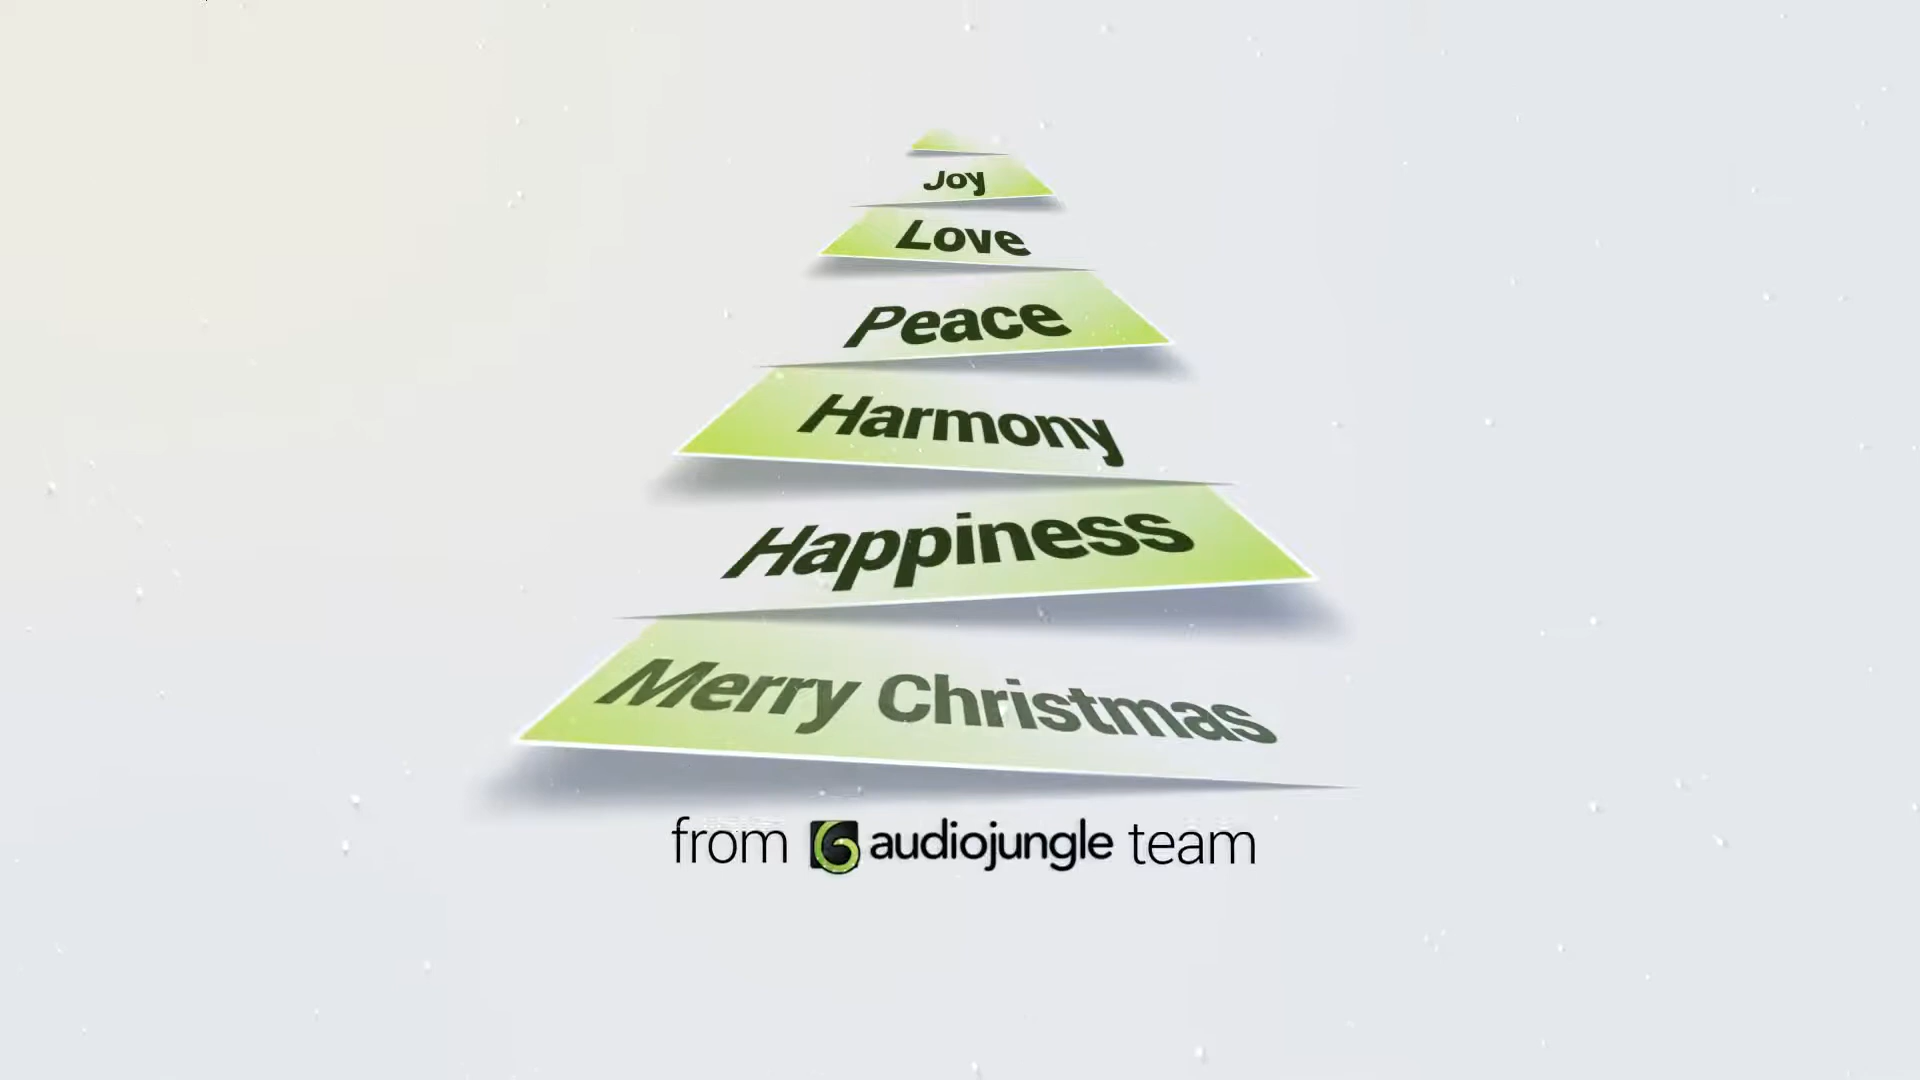 Joy
Love
Peace
Harmony
Happiness
Merry Christmas
from audiojungle team